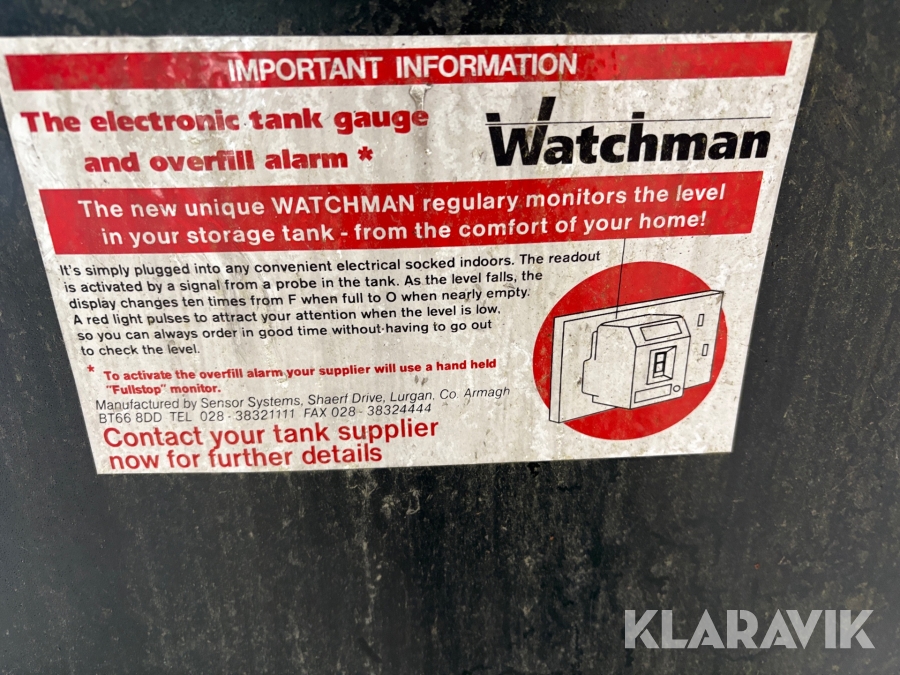 IMPORTANT INFORMATION
The electronic tank gauge
and overfill alarm *
Watchman
The new unique WATCHMAN regulary monitors the level
in your storage tank - from the comfort of your home!
It's simply plugged into any convenient electrical socked indoors. The readout
is activated by a signal from a probe in the tank. As the level falls, the
display changes ten times from F when full to O when nearly empty.
A red light pulses to attract your attention when the level is low,
so you can always order in good time without having to go out
to check the level.
* To activate the overfill alarm your supplier will use a hand held
"Fullstop" monitor.
Manufactured by Sensor Systems, Shaerf Drive, Lurgan, Co. Armagh
BT66 8DD TEL 028 - 38321111 FAX 028 - 38324444
Contact your tank supplier
now for further details
KLARAVIK